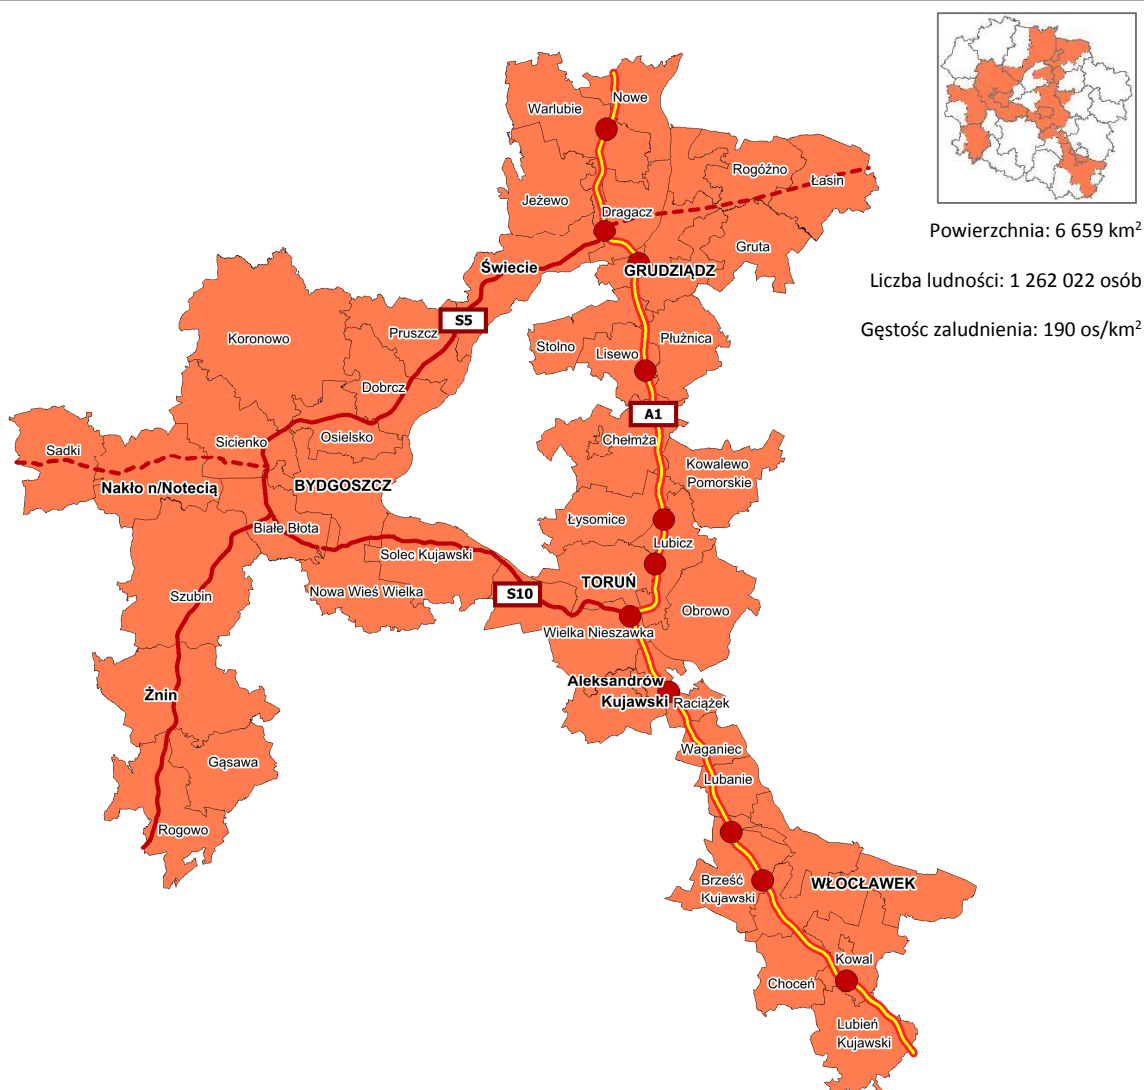 Nowe
Warlubie
Rogóźno
Łasin
Jeżewo
Dragacz
Gruta
Świecie
GRUDZIĄDZ
Powierzchnia: 6 659 km²
Liczba ludności: 1 262 022 osób
Gęstośc zaludnienia: 190 os/km²
S5
Koronowo
Pruszcz
Płużnica
Stolno
Lisewo
Dobrcz
A1
Sicienko
Osielsko
Chełmża
Sadki
Kowalewo
Pomorskie
Nakło n/Notecią
BYDGOSZCZ
Białe Błota
Łysomice
Lubicz
Solec Kujawski
TORUŃ
Szubin
Nowa Wieś Wielka
S10
Obrowo
Wielka Nieszawka
Aleksandrów
Kujawski
Raciążek
Żnin
Waganiec
Gąsawa
Lubanie
Rogowo
Brześć
Kujawski
WŁOCŁAWEK
Kowal
Choceń
Lubień
Kujawski